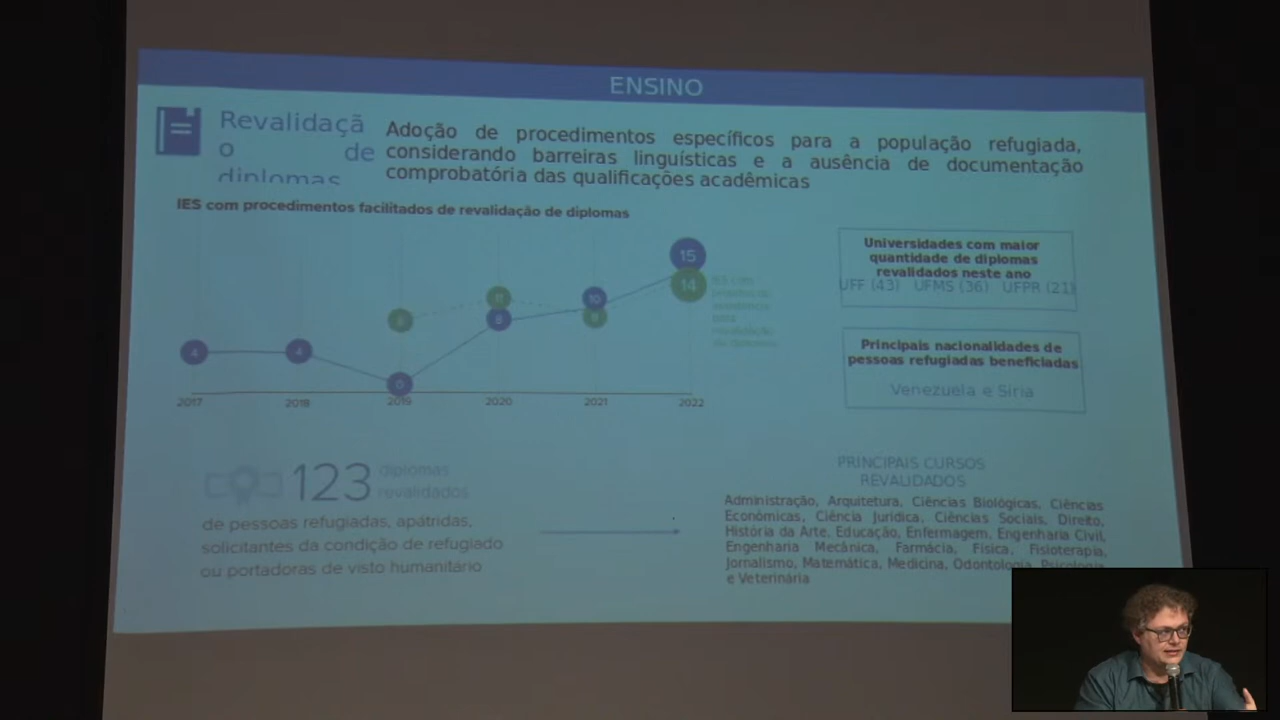 ENSINO
Revalidaçã
o de
diplomas
Adoção de procedimentos específicos para a população refugiada,
considerando barreiras linguísticas e a ausência de documentação
comprobatória das qualificações acadêmicas
IES com procedimentos facilitados de revalidação de diplomas
15
14
11
10
4
4
0
2017
2018
2019
2020
2021
2022
Universidades com maior
quantidade de diplomas
revalidados neste ano
UFF (43) UFMS (36) UFPR (21)
Principais nacionalidades de
pessoas refugiadas beneficiadas
Venezuela e Síria
123 diplomas
revalidados
de pessoas refugiadas, apátridas,
solicitantes da condição de refugiado
ou portadoras de visto humanitário
PRINCIPAIS CURSOS
REVALIDADOS
Administração, Arquitetura, Ciências Biológicas, Ciências
Econômicas, Ciência Jurídica, Ciências Sociais, Direito,
História da Arte, Educação, Enfermagem, Engenharia Civil,
Engenharia Mecânica, Farmácia, Física, Fisioterapia,
Jornalismo, Matemática, Medicina, Odontologia, Psicologia
e Veterinária